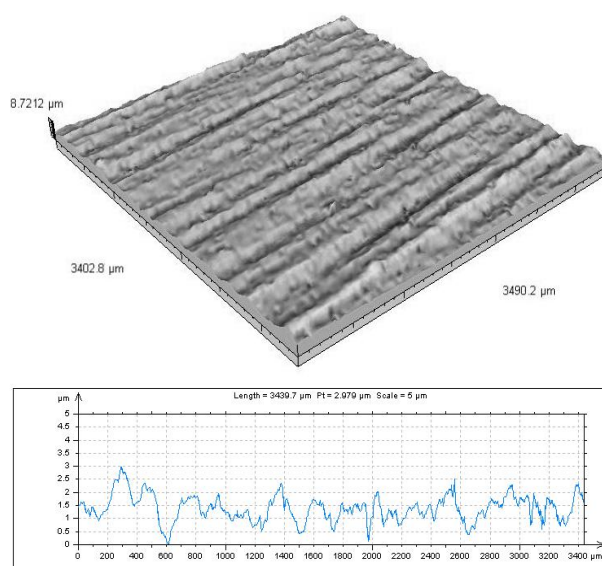 8.7212 µm
3402.8 µm
3490.2 µm
Length = 3439.7 µm Pt = 2.979 µm Scale = 5 µm
µm
5
4.5
4
3.5
3
2.5
2
1.5
1
0.5
0
0 200 400 600 800 1000 1200 1400 1600 1800 2000 2200 2400 2600 2800 3000 3200 3400 µm